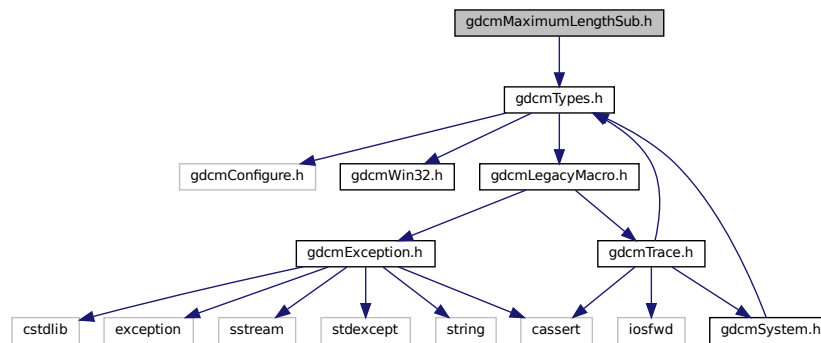 gdcmMaximumLengthSub.h
gdcmTypes.h
gdcmConfigure.h
gdcmWin32.h
gdcmLegacyMacro.h
gdcmException.h
gdcmTrace.h
cstdlib
exception
sstream
stdexcept
string
cassert
iosfwd
gdcmSystem.h